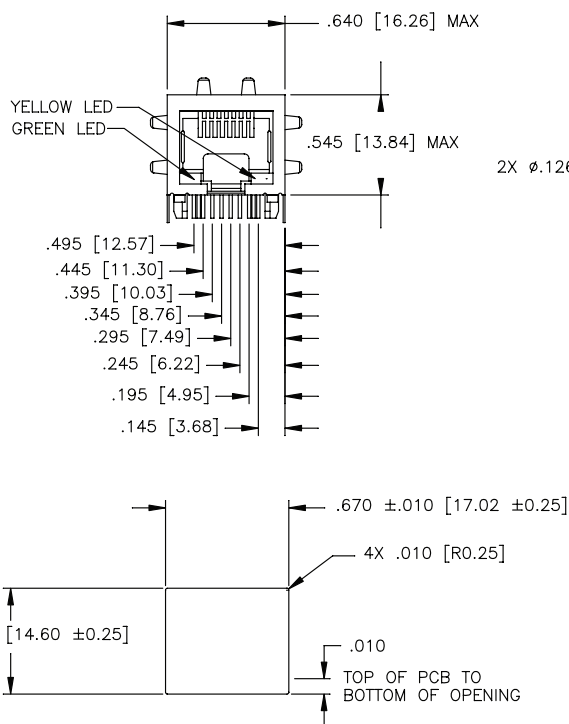 .640 [16.26] MAX
YELLOW LED
GREEN LED
.545 [13.84] MAX
2X ø.126
.495 [12.57]
.445 [11.30]
.395 [10.03]
.345 [8.76]
.295 [7.49]
.245 [6.22]
.195 [4.95]
.145 [3.68]
.670 ±.010 [17.02 ±0.25]
4X .010 [R0.25]
[14.60 ±0.25]
.010
TOP OF PCB TO
BOTTOM OF OPENING